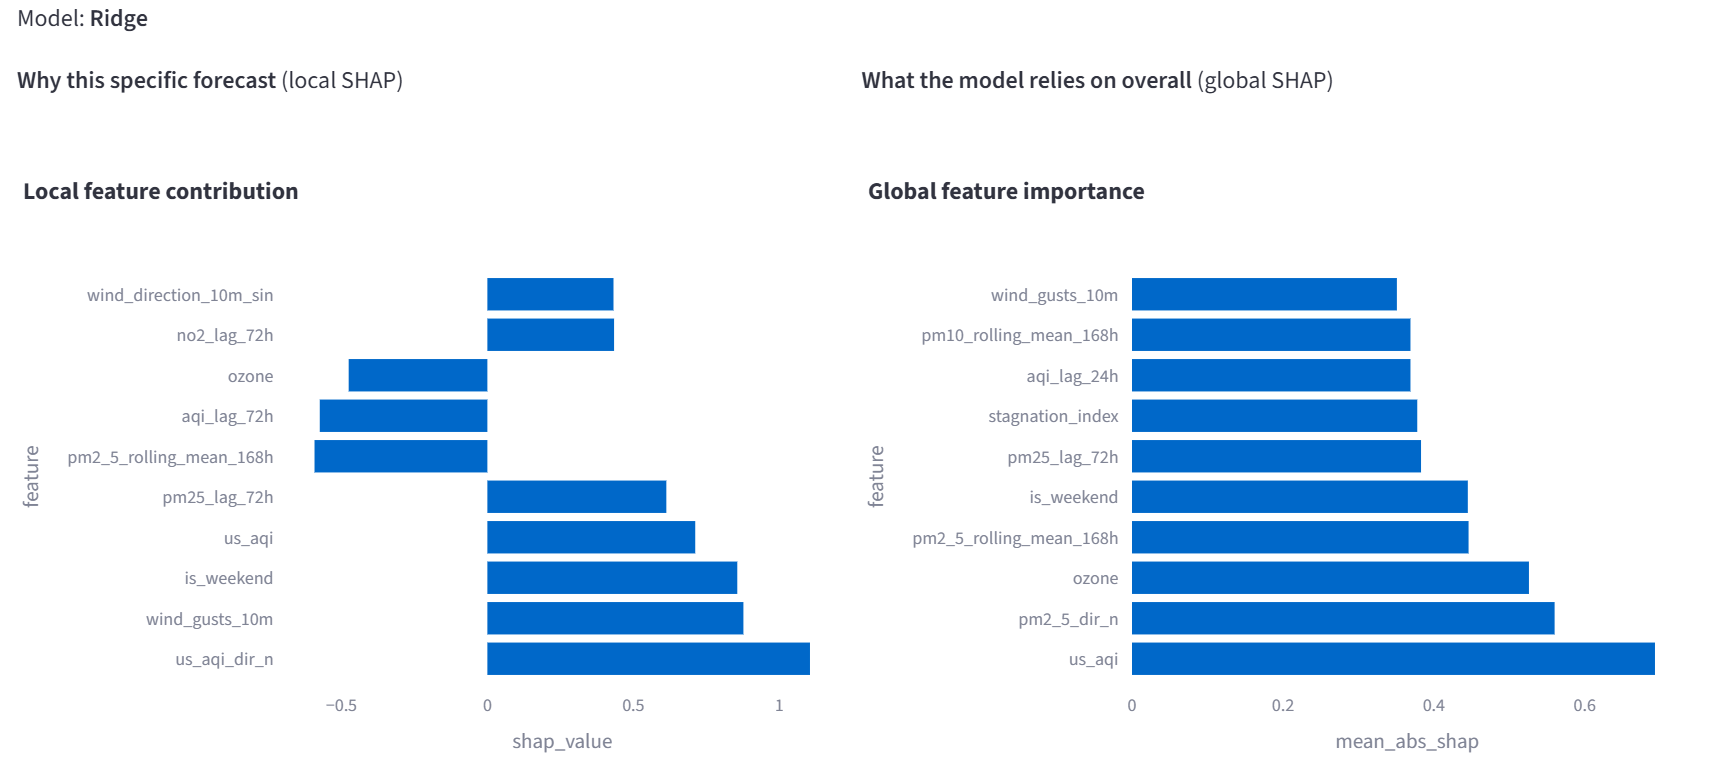 Model: Ridge
Why this specific forecast (local SHAP)
What the model relies on overall (global SHAP)
Local feature contribution
feature
wind_direction_10m_sin
no2_lag_72h
ozone
aqi_lag_72h
pm2_5_rolling_mean_168h
pm25_lag_72h
us_aqi
is_weekend
wind_gusts_10m
us_aqi_dir_n
−0.5 0 0.5 1
shap_value
Global feature importance
feature
wind_gusts_10m
pm10_rolling_mean_168h
aqi_lag_24h
stagnation_index
pm25_lag_72h
is_weekend
pm2_5_rolling_mean_168h
ozone
pm2_5_dir_n
us_aqi
0 0.2 0.4 0.6
mean_abs_shap